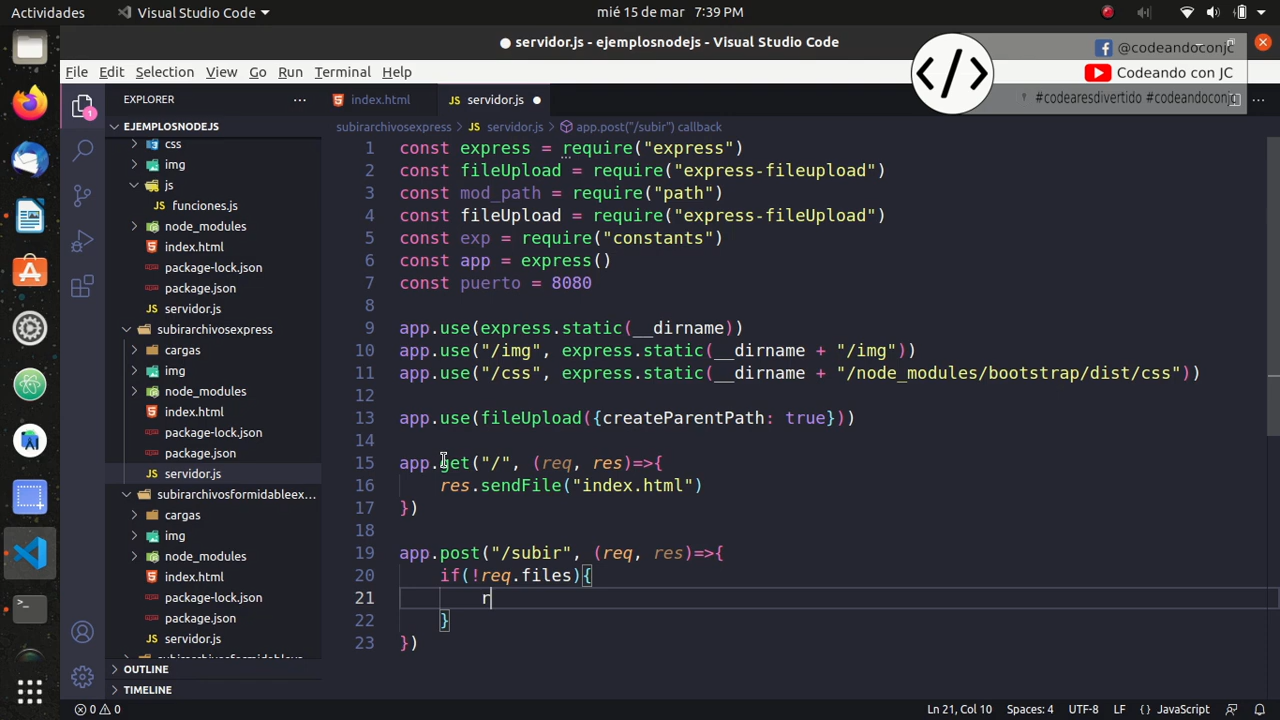 Actividades
Visual Studio Code
mié 15 de mar 7:39 PM
● servidor.js - ejemplosnodejs - Visual Studio Code
@codeandoconjc
Codeando con JC
#codearesdivertido #codeandoconjc
File Edit Selection View Go Run Terminal Help
EXPLORER
index.html
servidor.js
EJEMPLOSNODEJS
css
img
js
funciones.js
node_modules
index.html
package-lock.json
package.json
servidor.js
subirarchivosexpress
cargas
img
node_modules
index.html
package-lock.json
package.json
servidor.js
subirarchivosformidableex...
cargas
img
node_modules
index.html
package-lock.json
package.json
servidor.js
OUTLINE
TIMELINE
1
subirarchivosexpress > servidor.js > app.post("/subir") callback
1 const express = require("express")
2 const fileUpload = require("express-fileupload")
3 const mod_path = require("path")
4 const fileUpload = require("express-fileUpload")
5 const exp = require("constants")
6 const app = express()
7 const puerto = 8080
8
9 app.use(express.static(__dirname))
10 app.use("/img", express.static(__dirname + "/img"))
11 app.use("/css", express.static(__dirname + "/node_modules/bootstrap/dist/css"))
12
13 app.use(fileUpload({createParentPath: true}))
14
15 app.get("/", (req, res)=>{
16 res.sendFile("index.html")
17 })
18
19 app.post("/subir", (req, res)=>{
20 if(!req.files){
21 r
22 }
23 })
0 0
Ln 21, Col 10 Spaces: 4 UTF-8 LF {} JavaScript